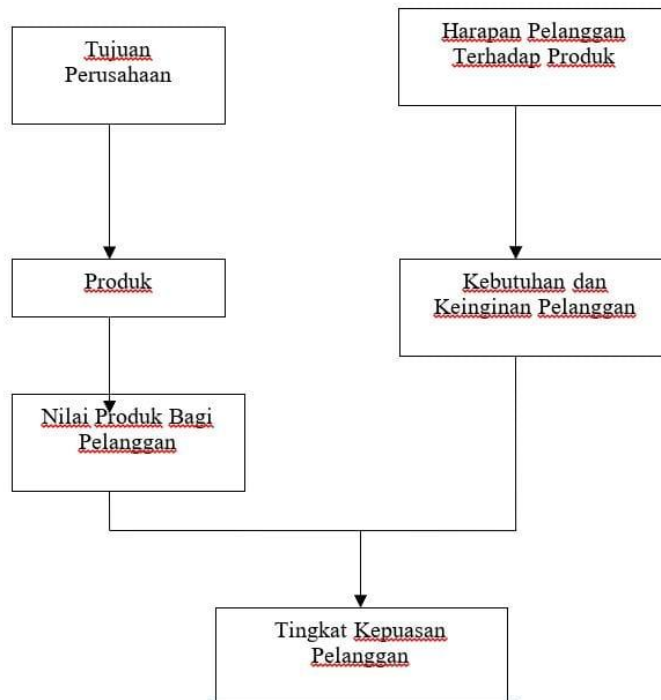 Tujuan
Perusahaan
Harapan Pelanggan
Terhadap Produk
Produk
Kebutuhan dan
Keinginan Pelanggan
Nilai Produk Bagi
Pelanggan
Tingkat Kepuasan
Pelanggan